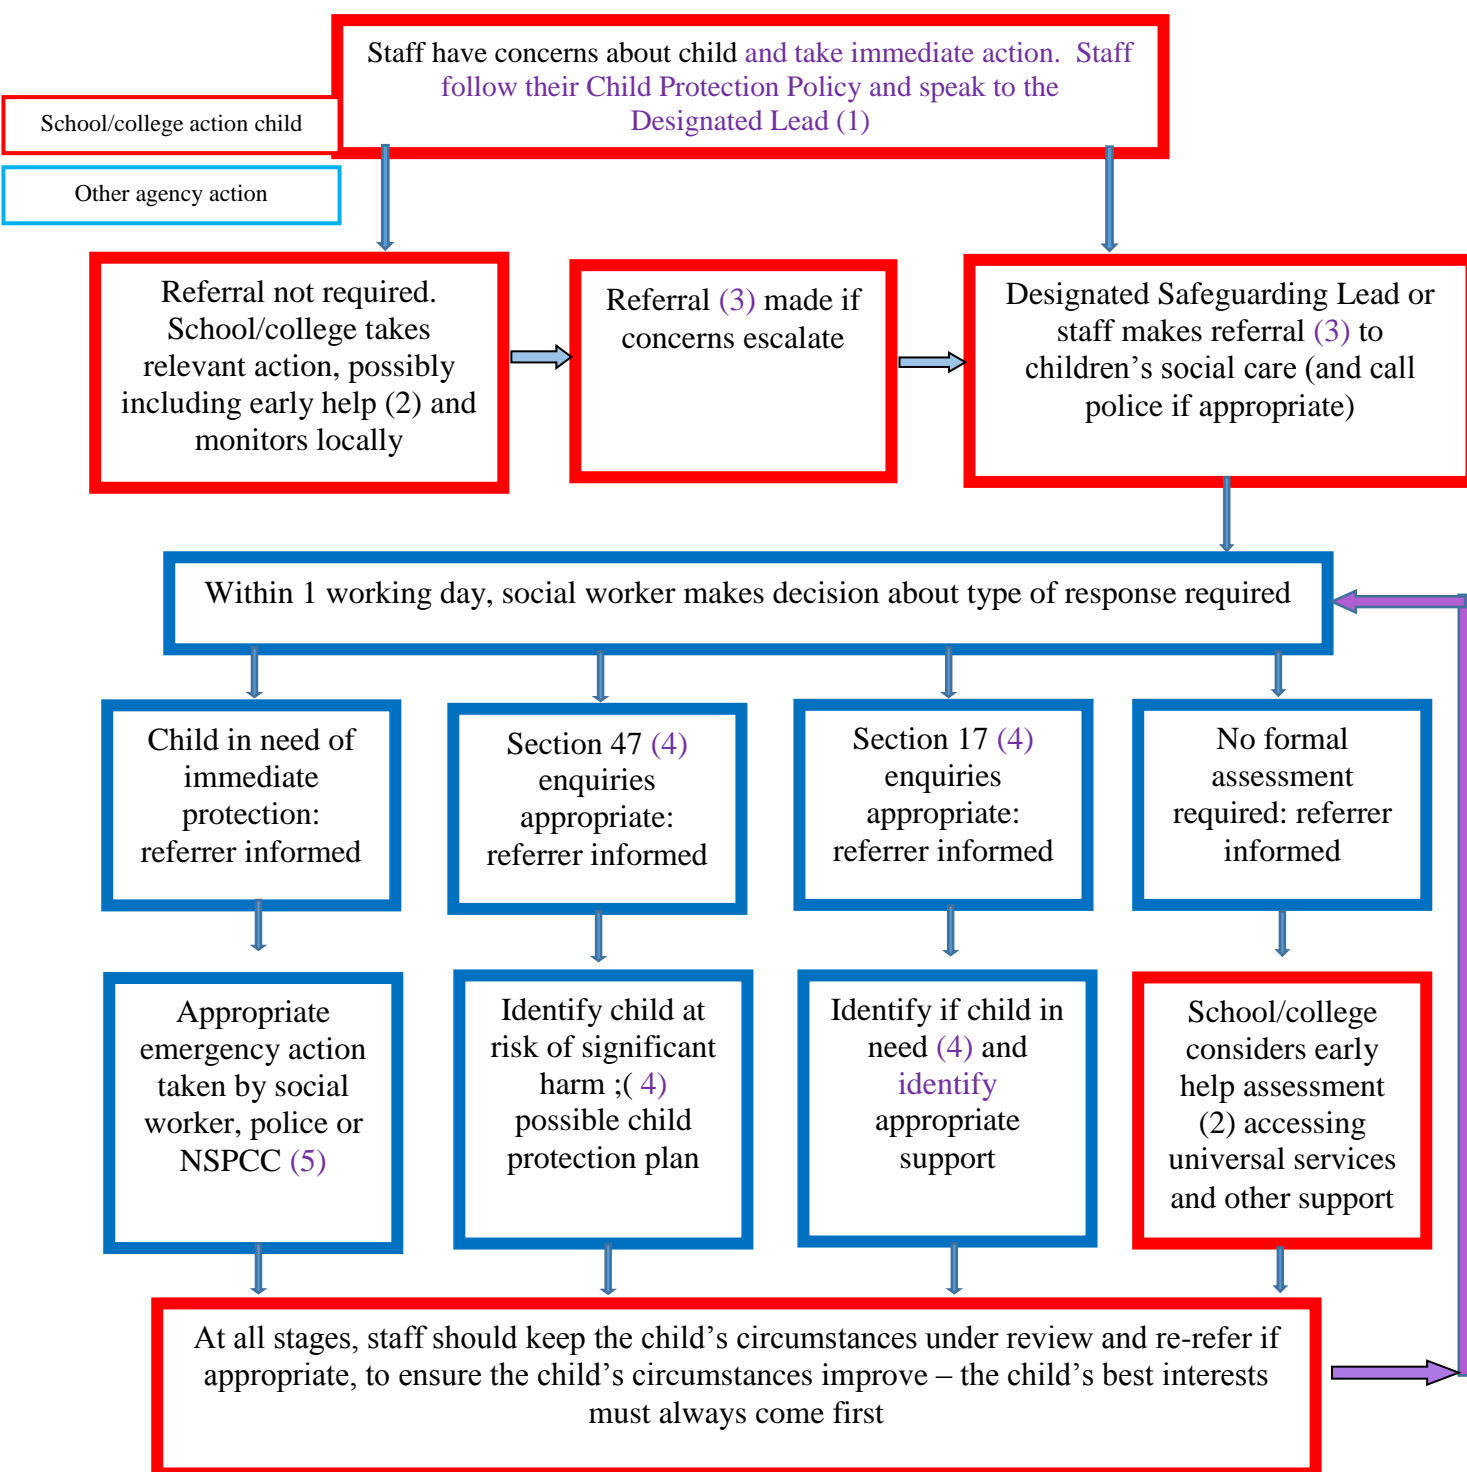 Staff have concerns about child and take immediate action.  Staff
follow their Child Protection Policy and speak to the
Designated Lead (1)
School/college action child
Other agency action
Referral not required.
School/college takes
relevant action, possibly
including early help (2) and
monitors locally
Referral (3) made if
concerns escalate
Designated Safeguarding Lead or
staff makes referral (3) to
children’s social care (and call
police if appropriate)
Within 1 working day, social worker makes decision about type of response required
Child in need of
immediate
protection:
referrer informed
Section 47 (4)
enquiries
appropriate:
referrer informed
Section 17 (4)
enquiries
appropriate:
referrer informed
No formal
assessment
required: referrer
informed
Appropriate
emergency action
taken by social
worker, police or
NSPCC (5)
Identify child at
risk of significant
harm ;( 4)
possible child
protection plan
Identify if child in
need (4) and
identify
appropriate
support
School/college
considers early
help assessment
(2) accessing
universal services
and other support
At all stages, staff should keep the child’s circumstances under review and re-refer if
appropriate, to ensure the child’s circumstances improve – the child’s best interests
must always come first